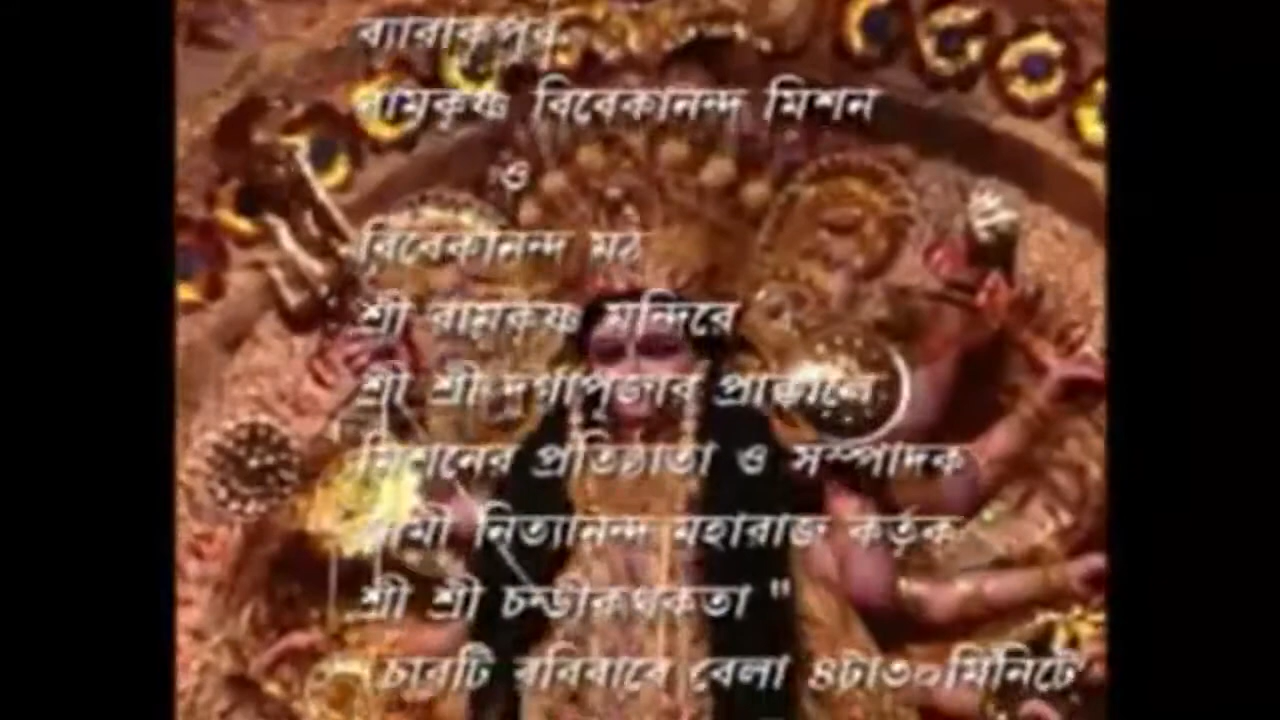 ব্যারাকপুর
রামকৃষ্ণ বিবেকানন্দ মিশন
ও
বিবেকানন্দ মঠ
শ্রী রামকৃষ্ণ মন্দিরে
শ্রী শ্রী দুর্গাপূজার প্রাক্কালে
মিশনের প্রতিষ্ঠাতা ও সম্পাদক
স্বামী নিত্যানন্দ মহারাজ কর্তৃক
শ্রী শ্রী চন্ডীকথকতা "
চারটি রবিবারে বেলা ৪টা৩০মিনিটে